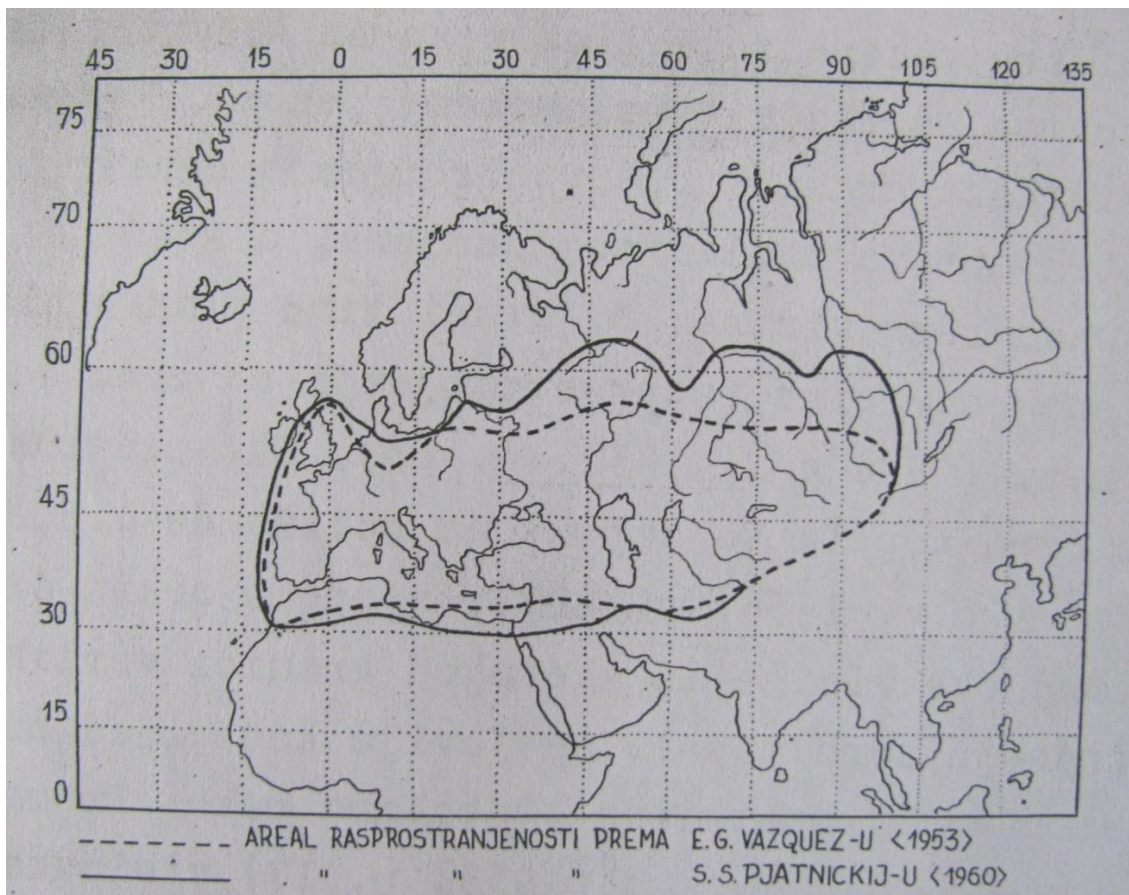 45 30 15 0 15 30 45 60 75 90 105 120 135
75
70
60
45
30
15
0
AREAL RASPROSTRANJENOSTI PREMA E.G. VAZQUEZ-U <1953>
" " " S.S. PJATNICKIJ-U <1960>